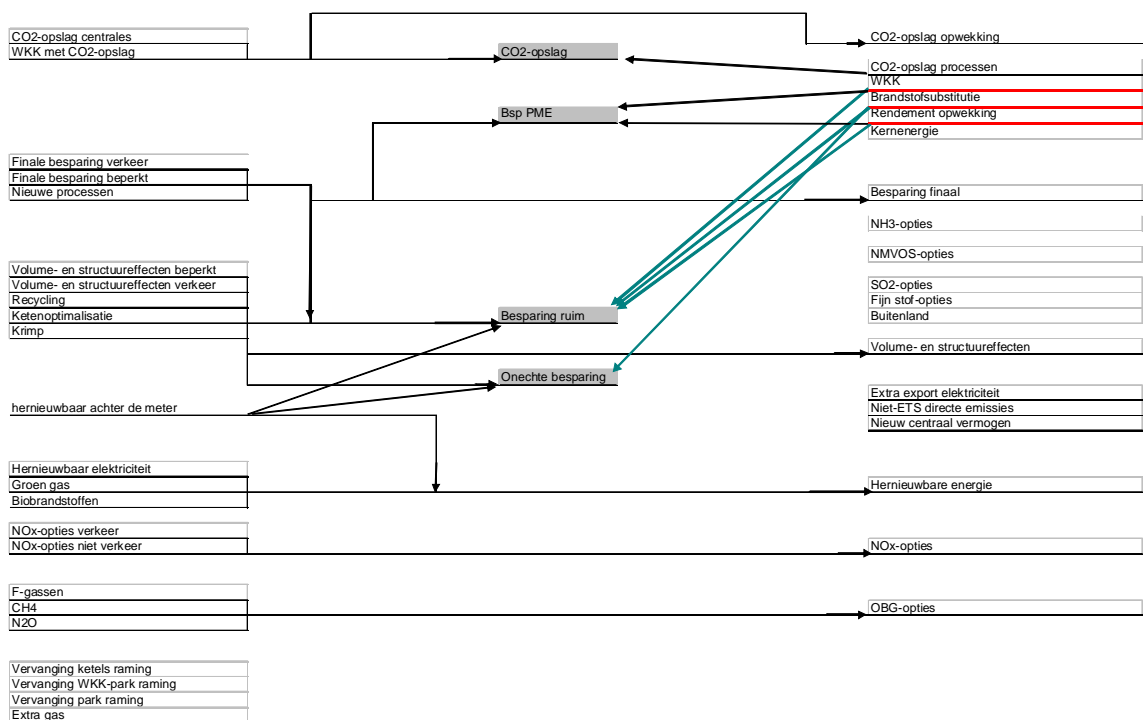 CO2-opslag centrales
WKK met CO2-opslag
Finale besparing verkeer
Finale besparing beperkt
Nieuwe processen
Volume- en structuureffecten beperkt
Volume- en structuureffecten verkeer
Recycling
Ketenoptimalisatie
Krimp
hernieuwbaar achter de meter
Hernieuwbaar elektriciteit
Groen gas
Biobrandstoffen
NOx-opties verkeer
NOx-opties niet verkeer
F-gassen
CH4
N2O
Vervanging ketels raming
Vervanging WKK-park raming
Vervanging park raming
Extra gas
CO2-opslag
Bsp PME
Besparing ruim
Onechte besparing
CO2-opslag opwekking
CO2-opslag processen
WKK
Brandstofsubstitutie
Rendement opwekking
Kernenergie
Besparing finaal
NH3-opties
NMVOS-opties
SO2-opties
Fijn stof-opties
Buitenland
Volume- en structuureffecten
Extra export elektriciteit
Niet-ETS directe emissies
Nieuw centraal vermogen
Hernieuwbare energie
NOx-opties
OBG-opties